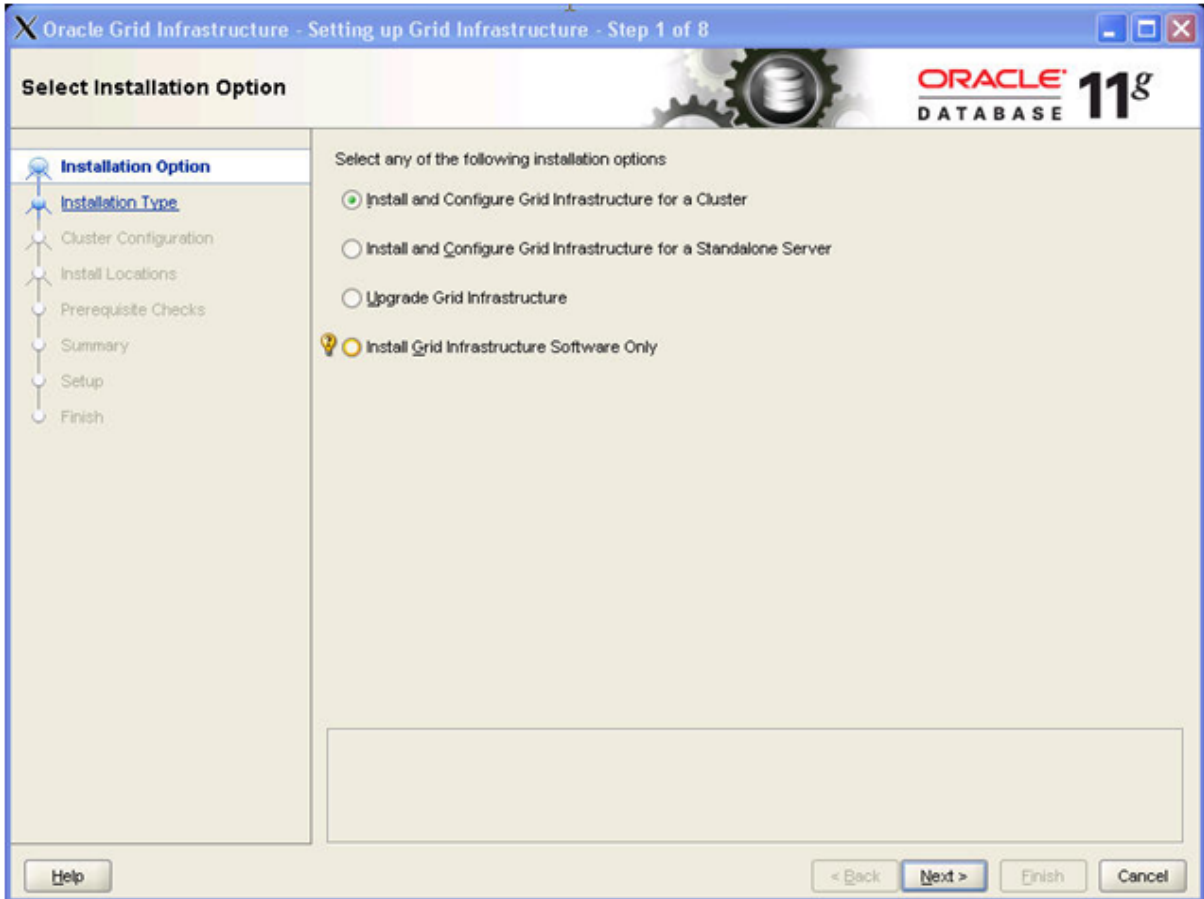 Oracle Grid Infrastructure - Setting up Grid Infrastructure - Step 1 of 8
Select Installation Option
ORACLE
DATABASE
11g
Installation Option
Installation Type
Cluster Configuration
Install Locations
Prerequisite Checks
Summary
Setup
Finish
Select any of the following installation options
Install and Configure Grid Infrastructure for a Cluster
Install and Configure Grid Infrastructure for a Standalone Server
Upgrade Grid Infrastructure
Install Grid Infrastructure Software Only
Help
< Back
Next >
Finish
Cancel